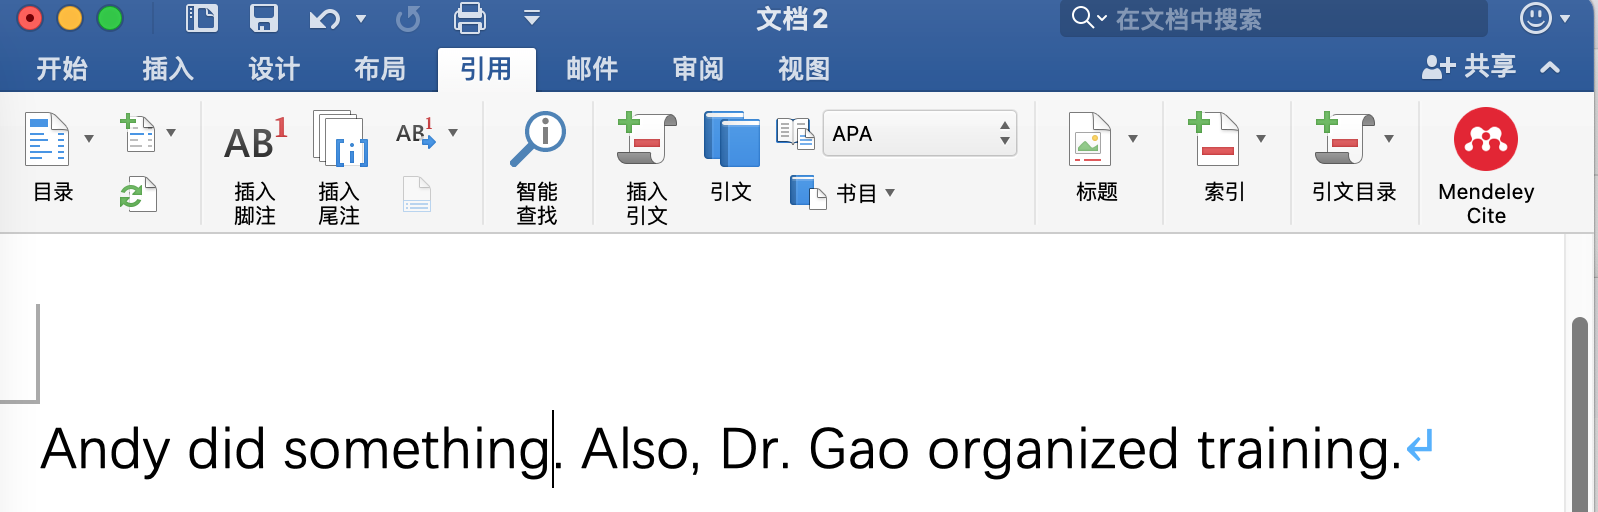 文档 2
在文档中搜索
开始 插入 设计 布局 引用 邮件 审阅 视图 共享
AB1 [i] AB1 APA
目录 插入 脚注 插入 尾注 智能 查找 插入 引文 引文 书目 标题 索引 引文目录 Mendeley Cite
Andy did something. Also, Dr. Gao organized training.